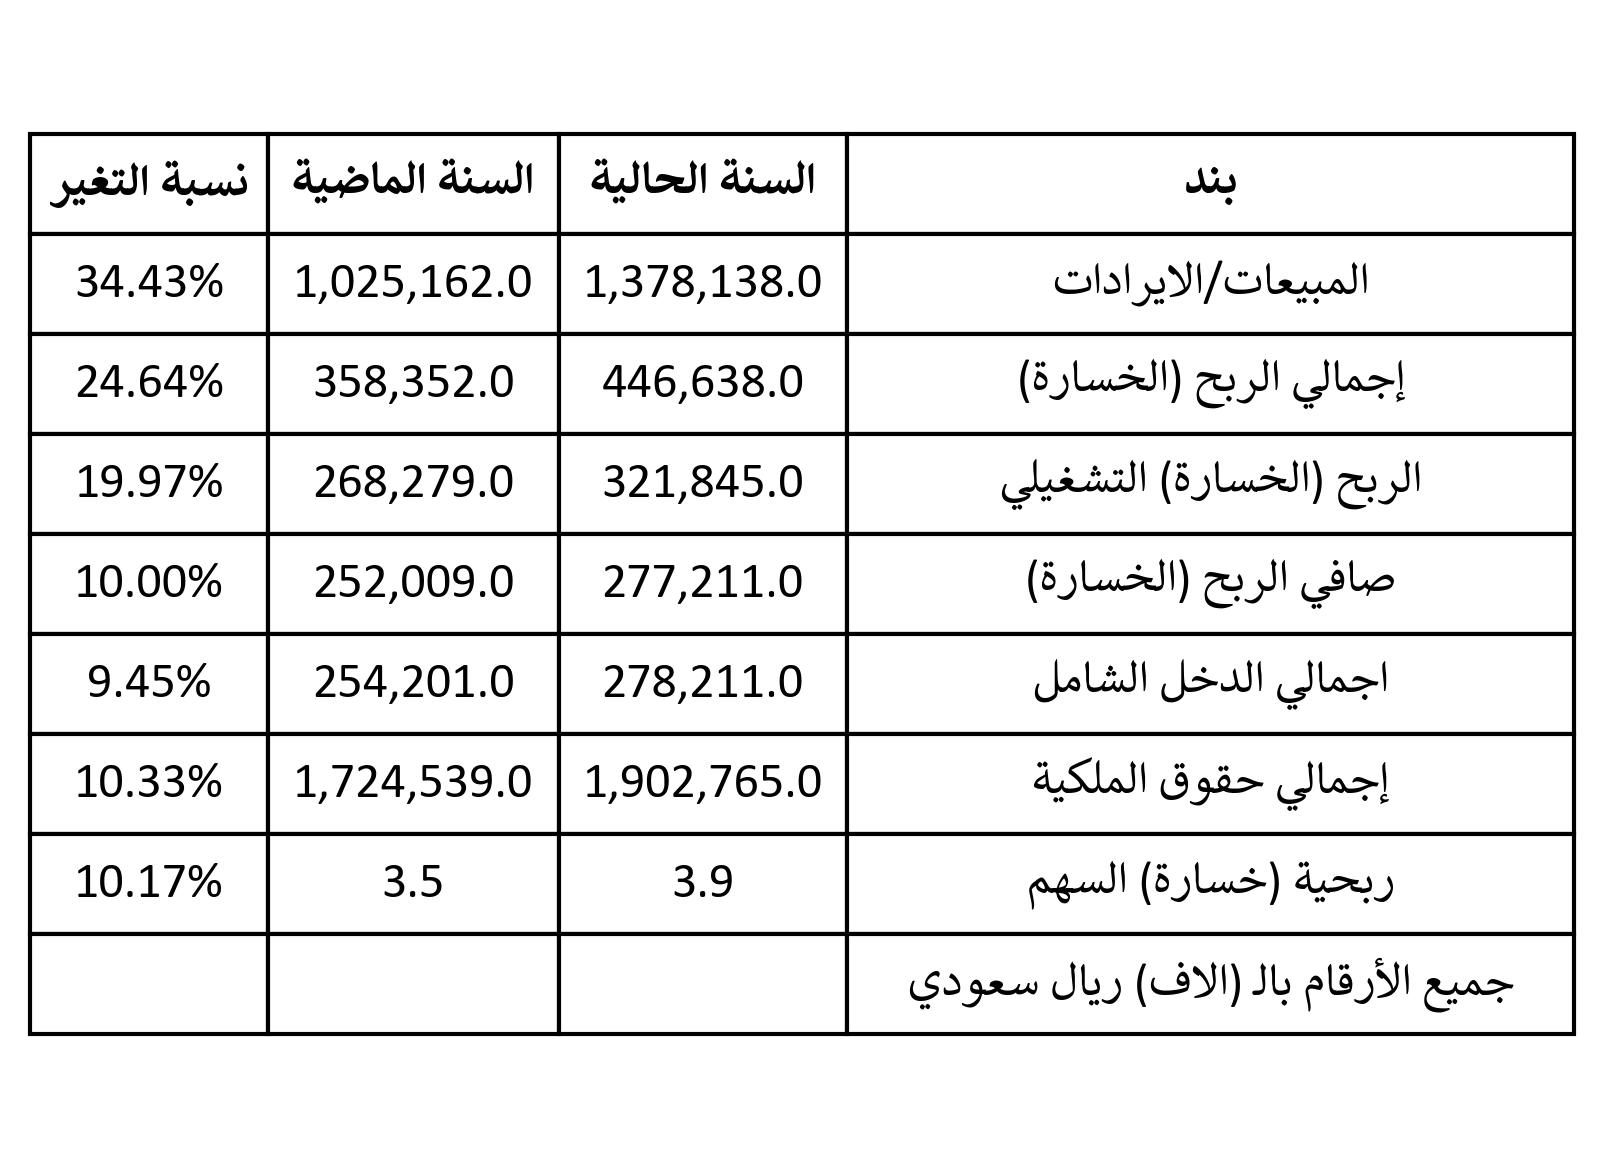 بند السنة الحالية السنة الماضية نسبة التغير
المبيعات/الايرادات 1,378,138.0 1,025,162.0 34.43%
إجمالي الربح (الخسارة) 446,638.0 358,352.0 24.64%
الربح (الخسارة) التشغيلي 321,845.0 268,279.0 19.97%
صافي الربح (الخسارة) 277,211.0 252,009.0 10.00%
اجمالي الدخل الشامل 278,211.0 254,201.0 9.45%
إجمالي حقوق الملكية 1,902,765.0 1,724,539.0 10.33%
ربحية (خسارة) السهم 3.9 3.5 10.17%
جميع الأرقام بالـ (الاف) ريال سعودي